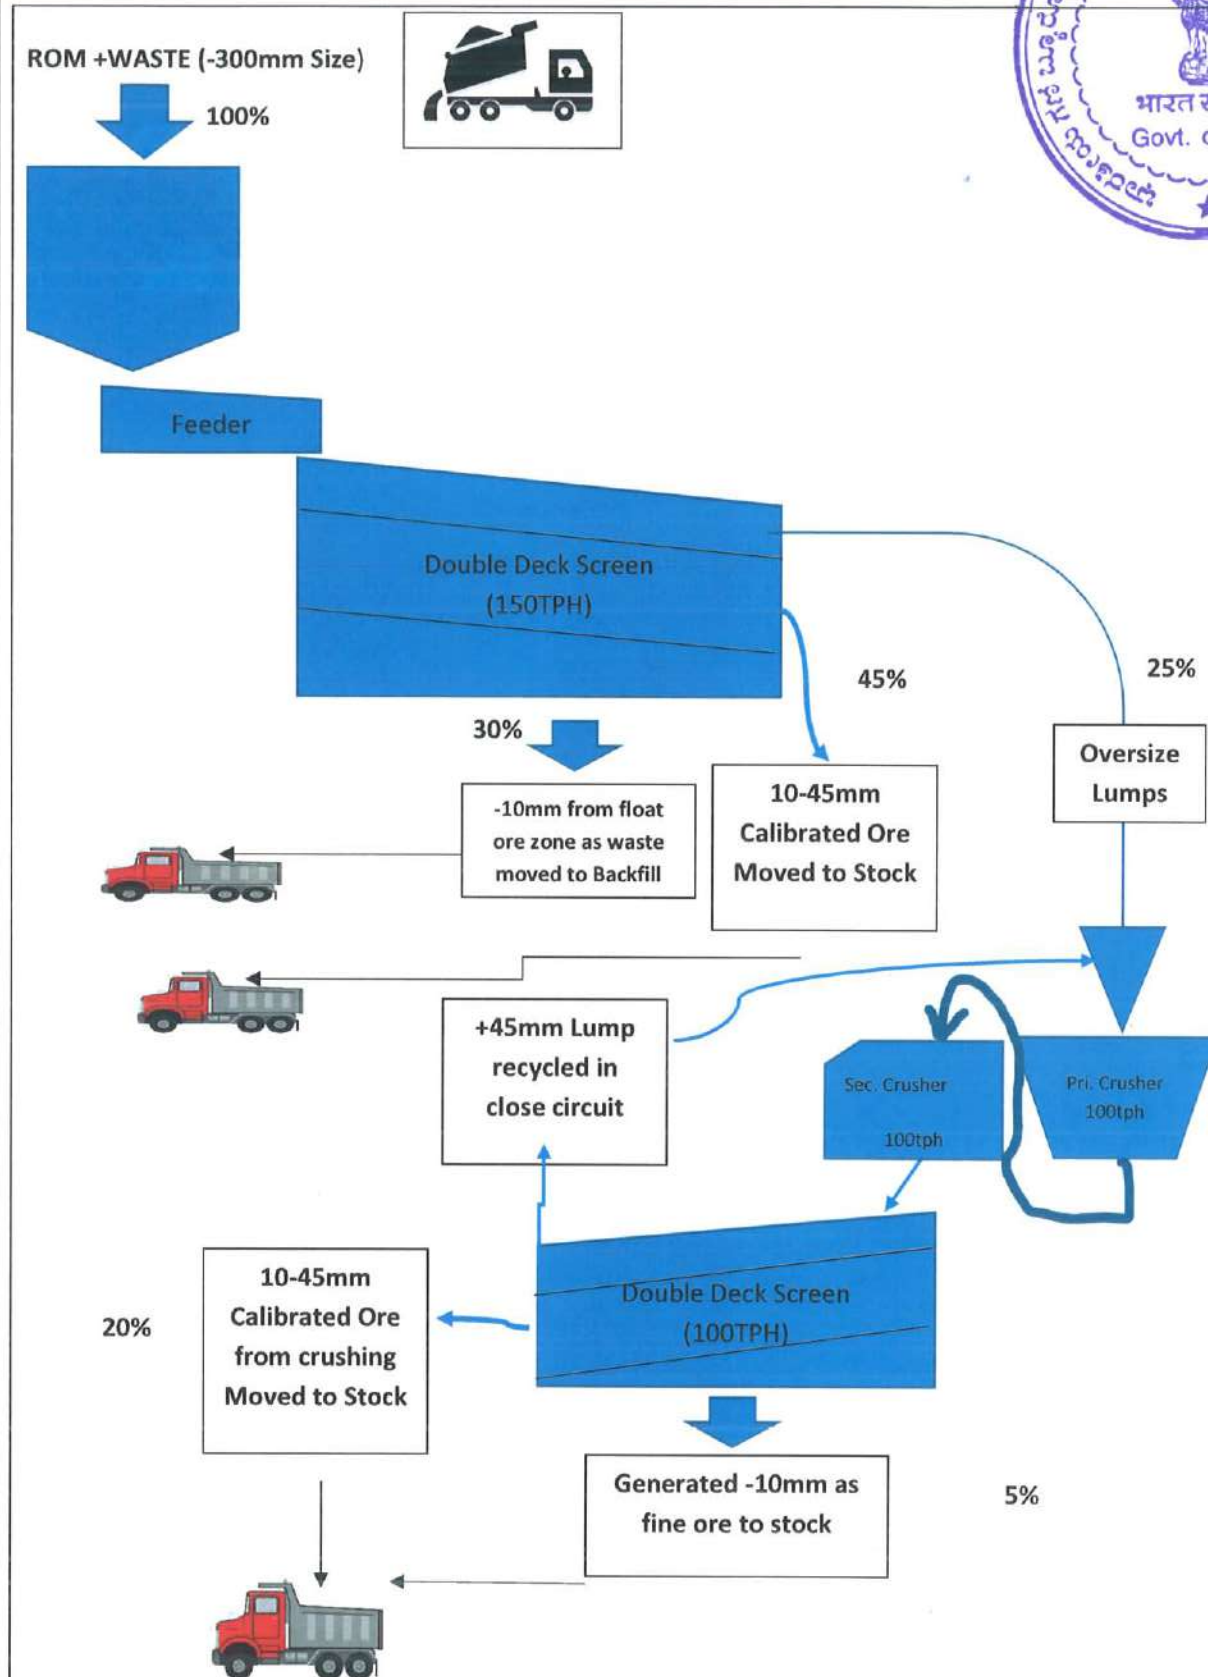 ROM +WASTE (-300mm Size)
100%
भारत
Govt.
Feeder
Double Deck Screen
(150TPH)
45%
25%
30%
Oversize
Lumps
-10mm from float
ore zone as waste
moved to Backfill
10-45mm
Calibrated Ore
Moved to Stock
+45mm Lump
recycled in
close circuit
Sec. Crusher
100tph
Pri. Crusher
100tph
10-45mm
Calibrated Ore
from crushing
Moved to Stock
20%
Double Deck Screen
(100TPH)
Generated -10mm as
fine ore to stock
5%